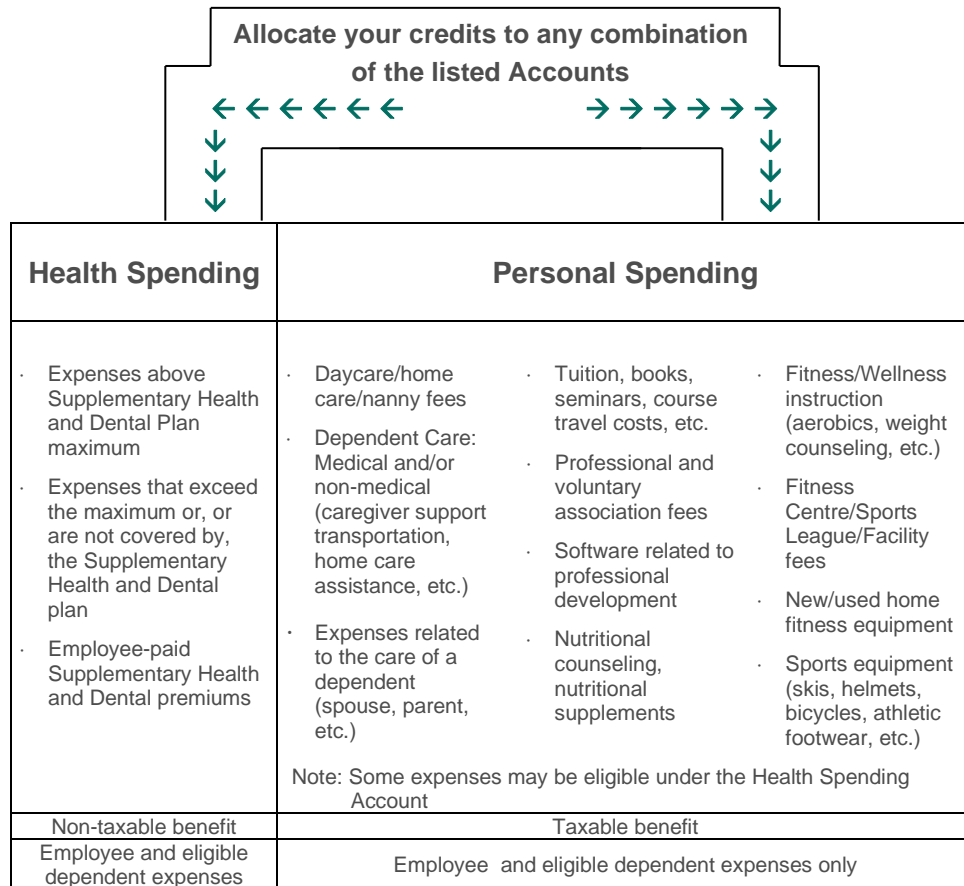 Allocate your credits to any combination
of the listed Accounts
Health Spending
Personal Spending
· Expenses above
Supplementary Health
and Dental Plan
maximum
· Expenses that exceed
the maximum or, or
are not covered by,
the Supplementary
Health and Dental
plan
· Employee-paid
Supplementary Health
and Dental premiums
· Daycare/home
care/nanny fees
· Dependent Care:
Medical and/or
non-medical
(caregiver support
transportation,
home care
assistance, etc.)
· Expenses related
to the care of a
dependent
(spouse, parent,
etc.)
· Tuition, books,
seminars, course
travel costs, etc.
· Professional and
voluntary
association fees
· Software related to
professional
development
· Nutritional
counseling,
nutritional
supplements
· Fitness/Wellness
instruction
(aerobics, weight
counseling, etc.)
· Fitness
Centre/Sports
League/Facility
fees
· New/used home
fitness equipment
· Sports equipment
(skis, helmets,
bicycles, athletic
footwear, etc.)
Note: Some expenses may be eligible under the Health Spending
Account
Non-taxable benefit
Taxable benefit
Employee and eligible
dependent expenses
Employee and eligible dependent expenses only